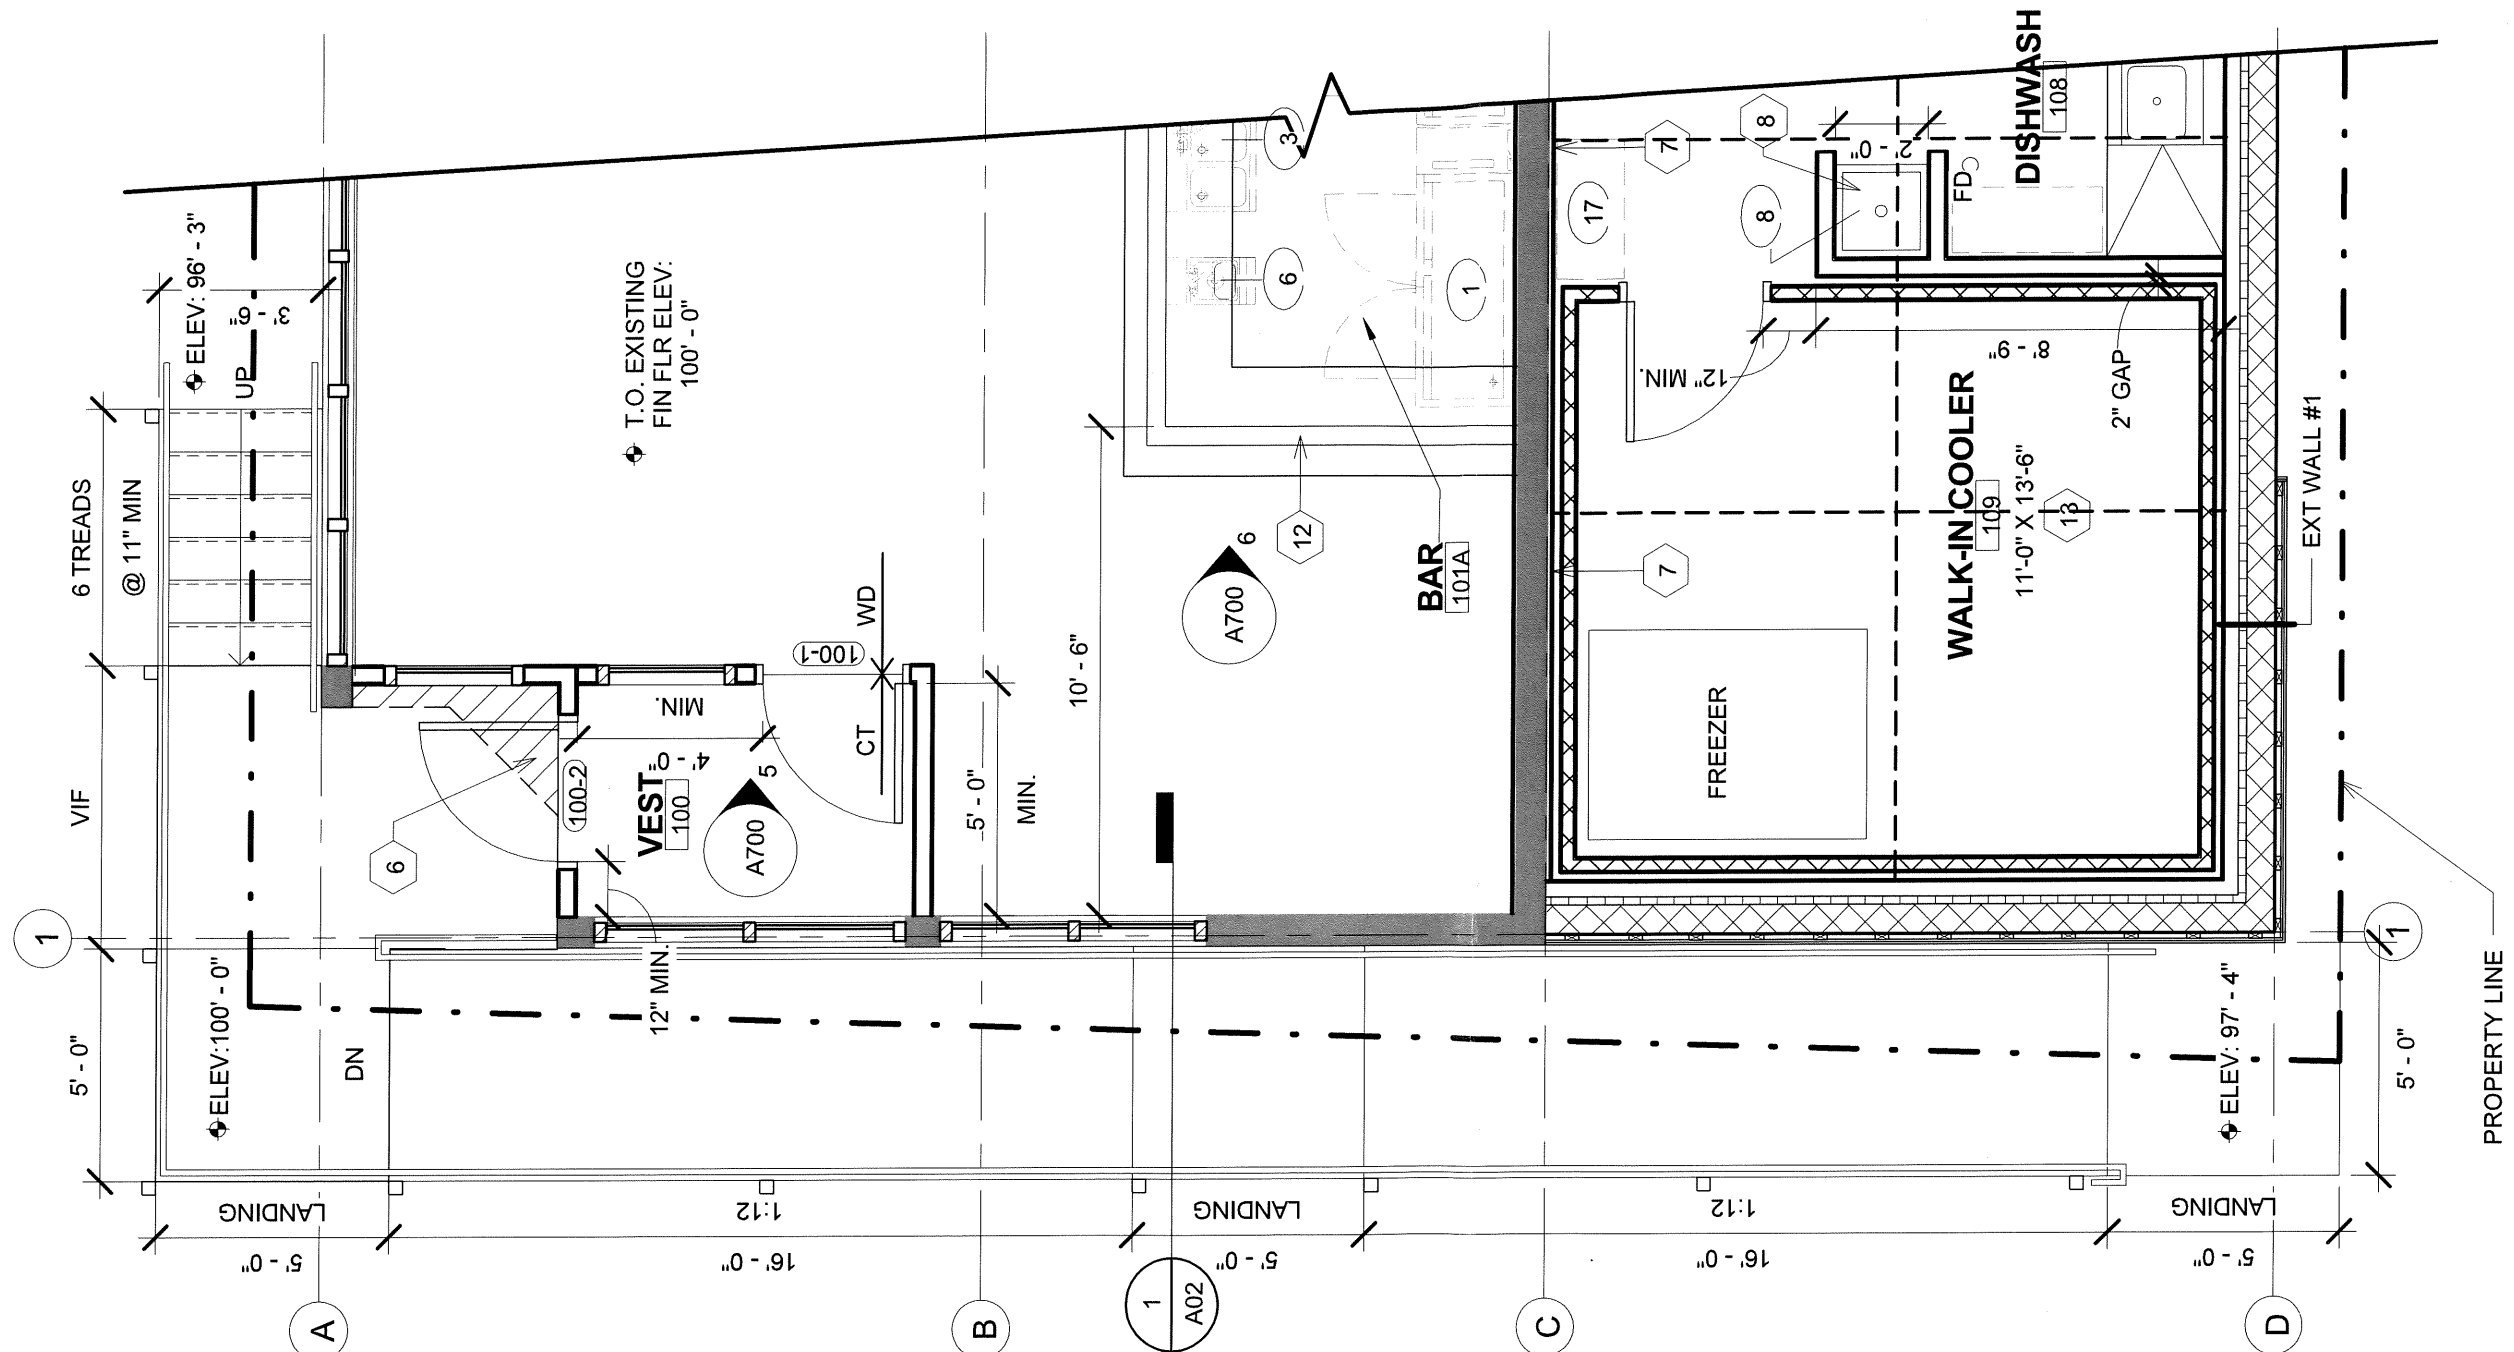 6 TREADS
@ 11" MIN
VIF
5' - 0"
ELEV: 96' - 3"
3' - 6"
UP
ELEV:100' - 0"
DN
1
6
T.O. EXISTING
FIN FLR ELEV:
100' - 0"
100-1
WD
CT
100-2
VEST
100
4' - 0"
MIN.
A700
5
12" MIN.
5' - 0"
MIN.
10' - 6"
3
6
1
12
A700
6
BAR
101A
7
17
8
8
2' - 0"
FD
DISHWASH
108
7
12" MIN.
8' - 9"
2" GAP
WALK-IN COOLER
109
11'-0" X 13'-6"
13
FREEZER
EXT WALL #1
1
ELEV: 97' - 4"
5' - 0"
PROPERTY LINE
LANDING
1:12
LANDING
1:12
LANDING
5' - 0"
16' - 0"
5' - 0"
16' - 0"
5' - 0"
1
A02
A
B
C
D